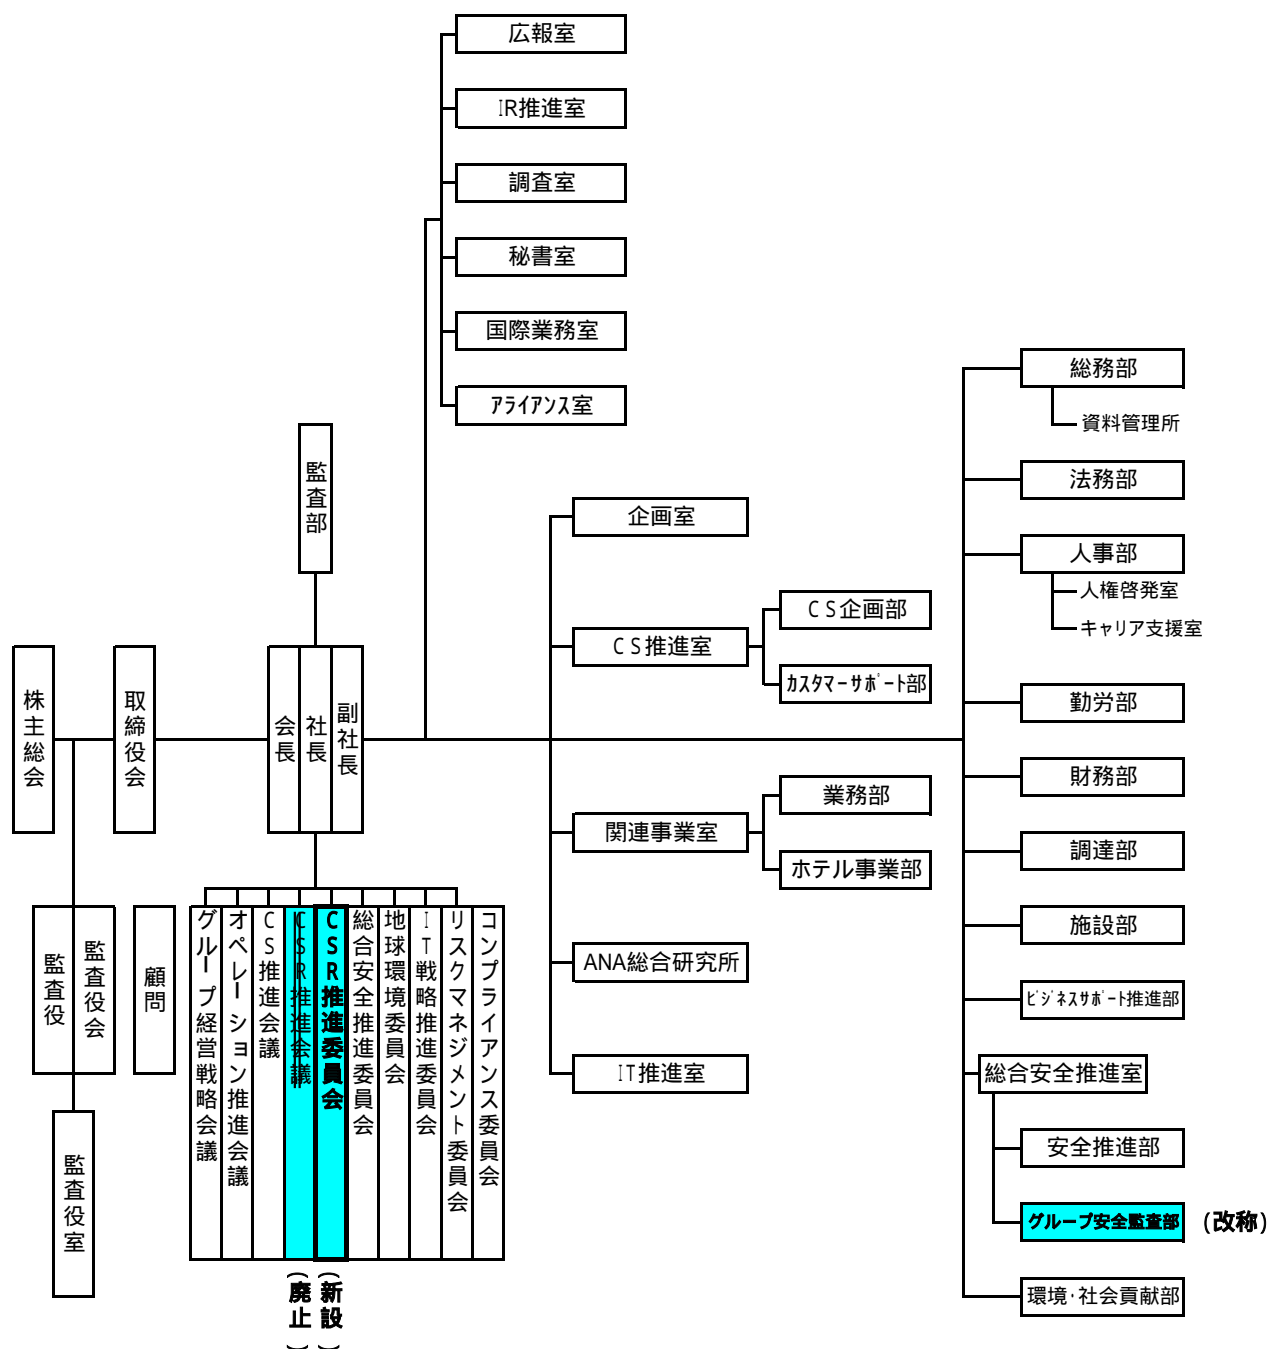 広報室
IR推進室
調査室
秘書室
国際業務室
アライアンス室
監査部
株主総会
取締役会
会長
社長
副社長
監査役
監査役会
顧問
監査役室
グループ経営戦略会議
オペレーション推進会議
CS推進会議
CSR推進会議
CSR推進委員会
総合安全推進委員会
地球環境委員会
IT戦略推進委員会
リスクマネジメント委員会
コンプライアンス委員会
(廃止)
(新設)
企画室
CS推進室
CS企画部
カスタマーサポート部
関連事業室
業務部
ホテル事業部
ANA総合研究所
IT推進室
総務部
資料管理所
法務部
人事部
人権啓発室
キャリア支援室
勤労部
財務部
調達部
施設部
ビジネスサポート推進部
総合安全推進室
安全推進部
グループ安全監査部 (改称)
環境・社会貢献部